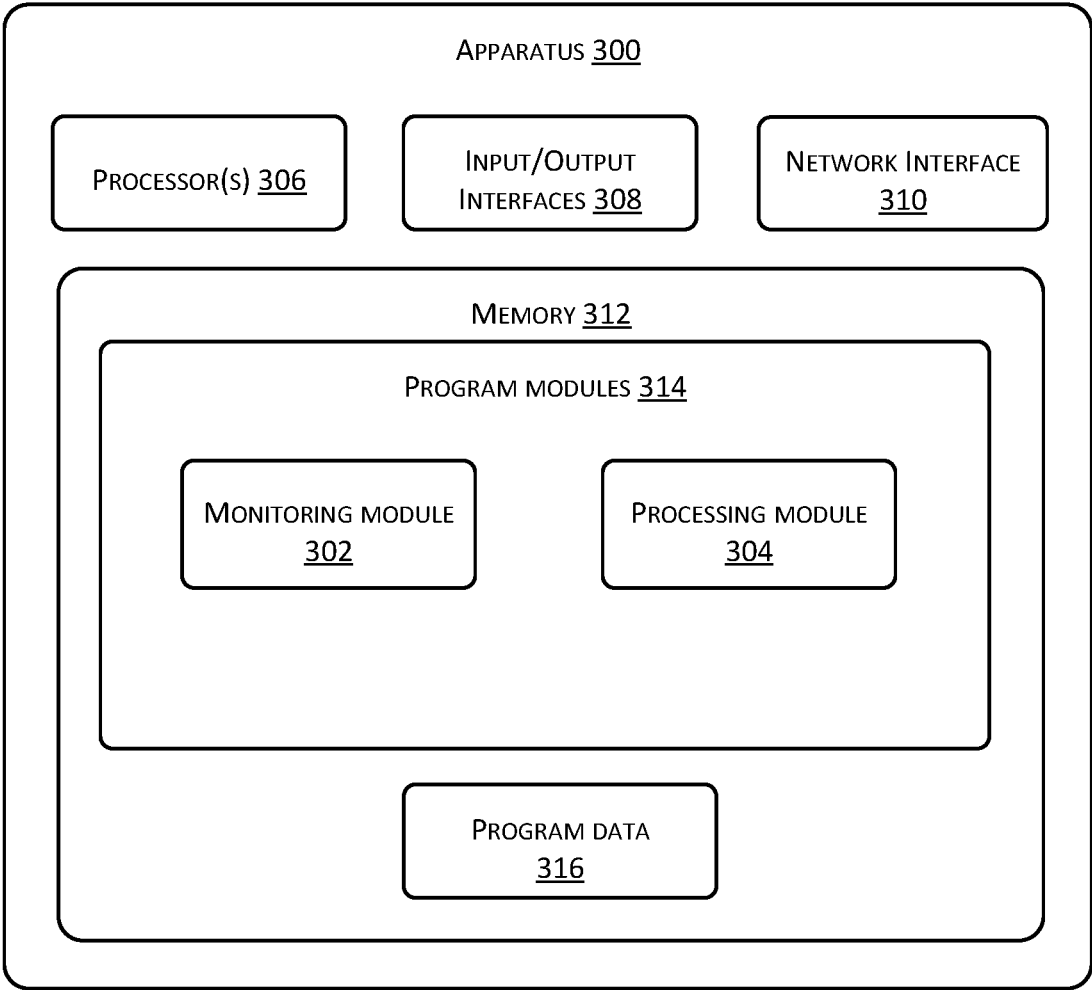 APPARATUS 300
PROCESSOR(S) 306
INPUT/OUTPUT
INTERFACES 308
NETWORK INTERFACE
310
MEMORY 312
PROGRAM MODULES 314
MONITORING MODULE
302
PROCESSING MODULE
304
PROGRAM DATA
316